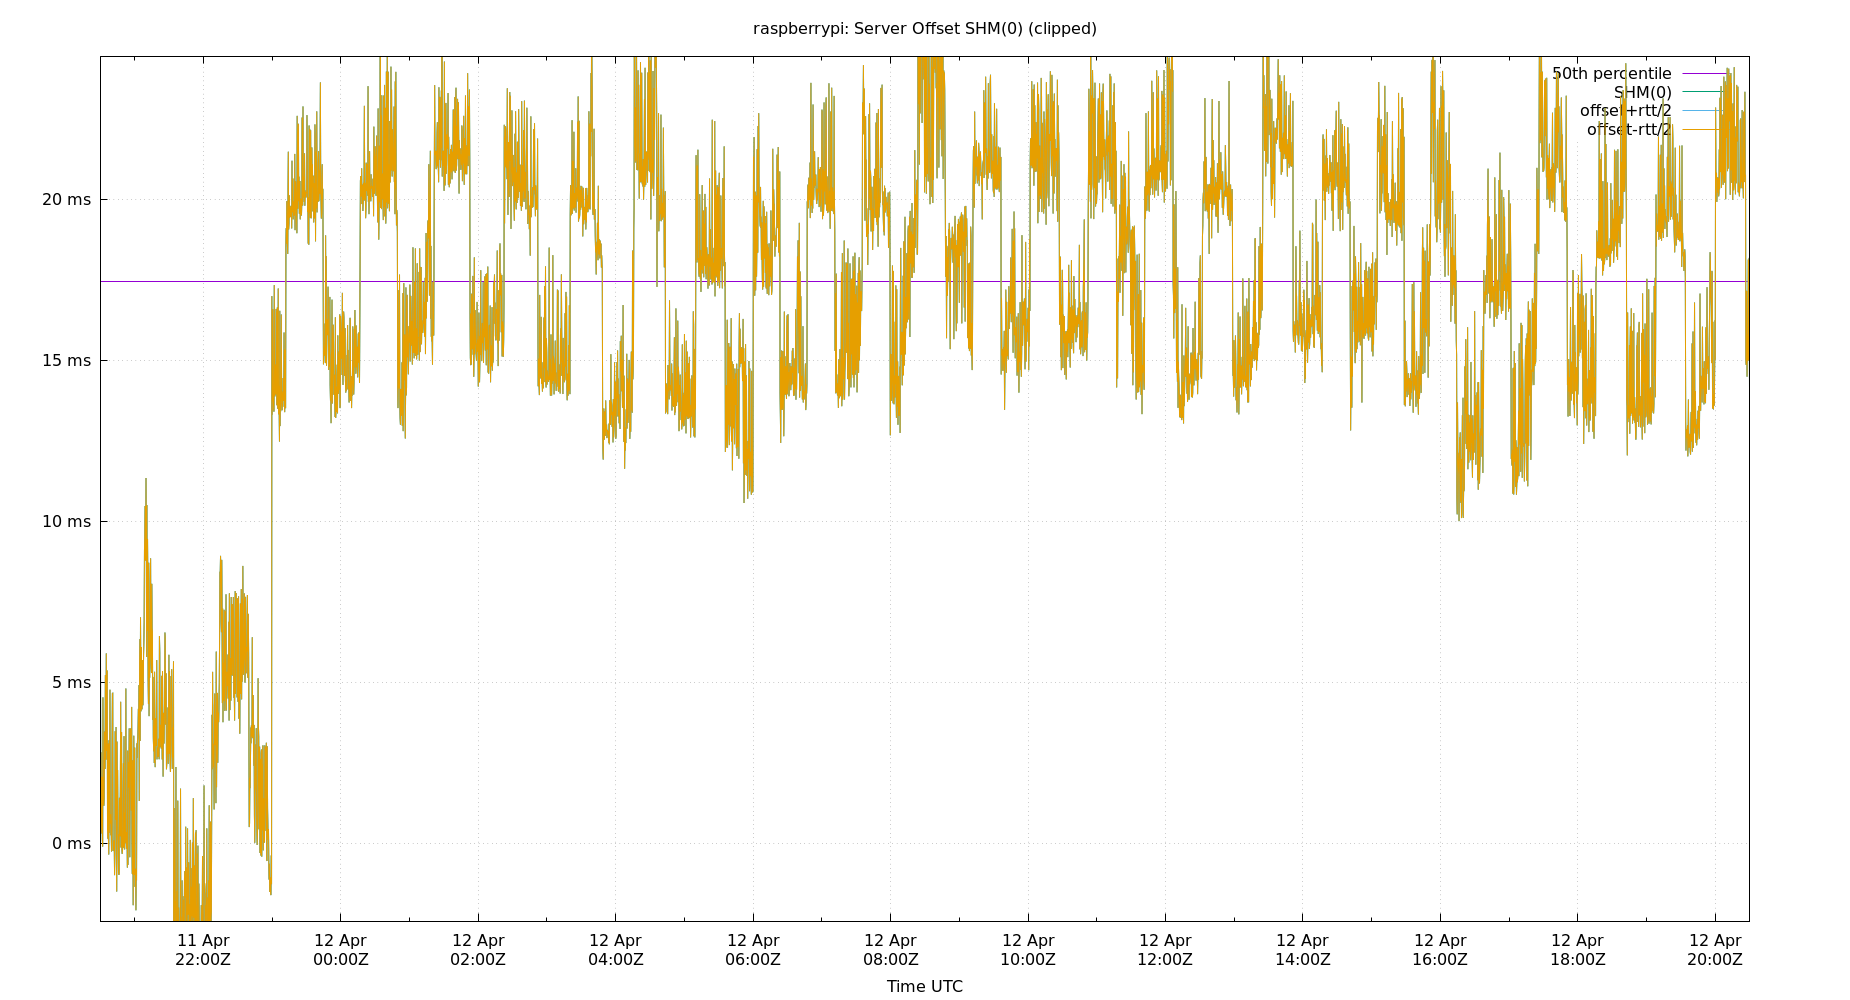 raspberrypi: Server Offset SHM(0) (clipped)
50th percentile
SHM(0)
offset+rtt/2
offset-rtt/2
20 ms
15 ms
10 ms
5 ms
0 ms
11 Apr 12 Apr 12 Apr 12 Apr 12 Apr 12 Apr 12 Apr 12 Apr 12 Apr 12 Apr 12 Apr 12 Apr
22:00Z 00:00Z 02:00Z 04:00Z 06:00Z 08:00Z 10:00Z 12:00Z 14:00Z 16:00Z 18:00Z 20:00Z
Time UTC